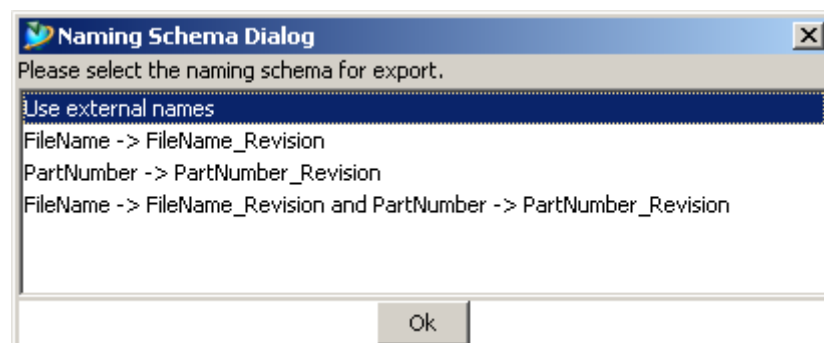 Naming Schema Dialog
Please select the naming schema for export.
Use external names
FileName -> FileName_Revision
PartNumber -> PartNumber_Revision
FileName -> FileName_Revision and PartNumber -> PartNumber_Revision
Ok